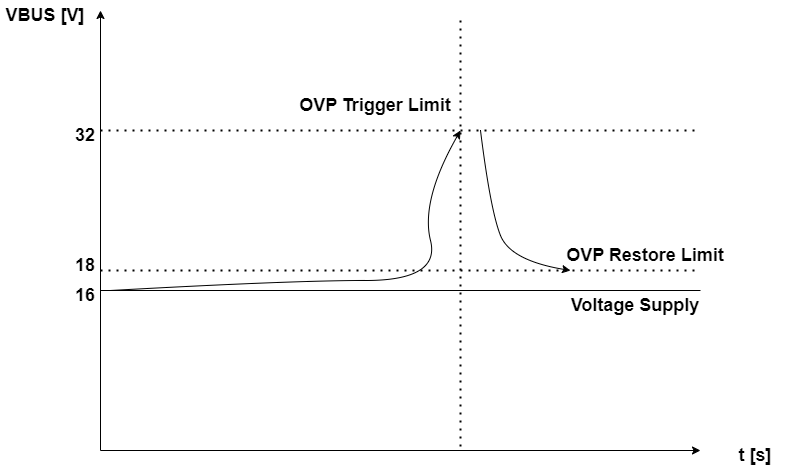 VBUS [V]
OVP Trigger Limit
32
OVP Restore Limit
18
16
Voltage Supply
t [s]